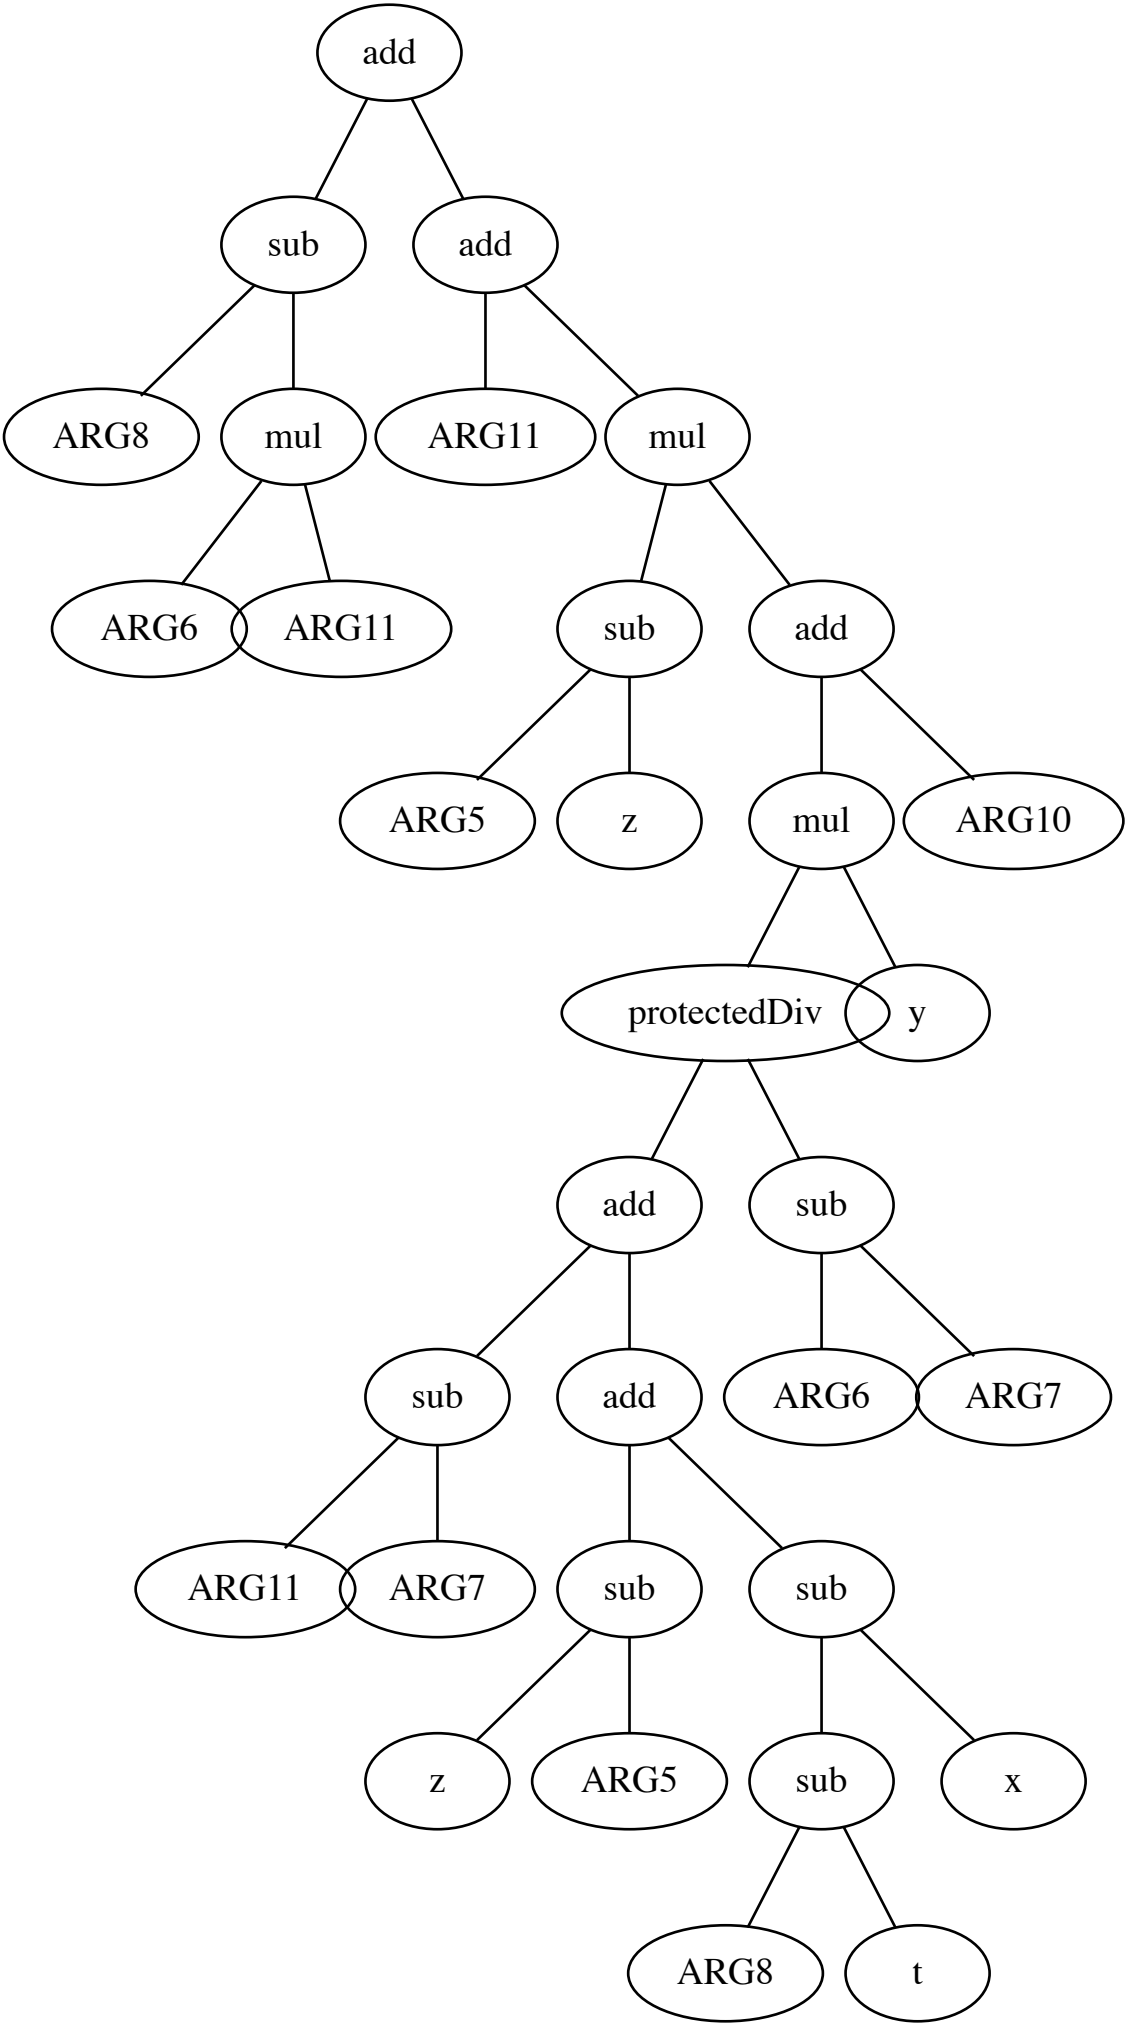 add
sub add
ARG8 mul ARG11 mul
ARG6 ARG11 sub add
ARG5 z mul ARG10
protectedDiv y
add sub
sub add ARG6 ARG7
ARG11 ARG7 sub sub
z ARG5 sub x
ARG8 t